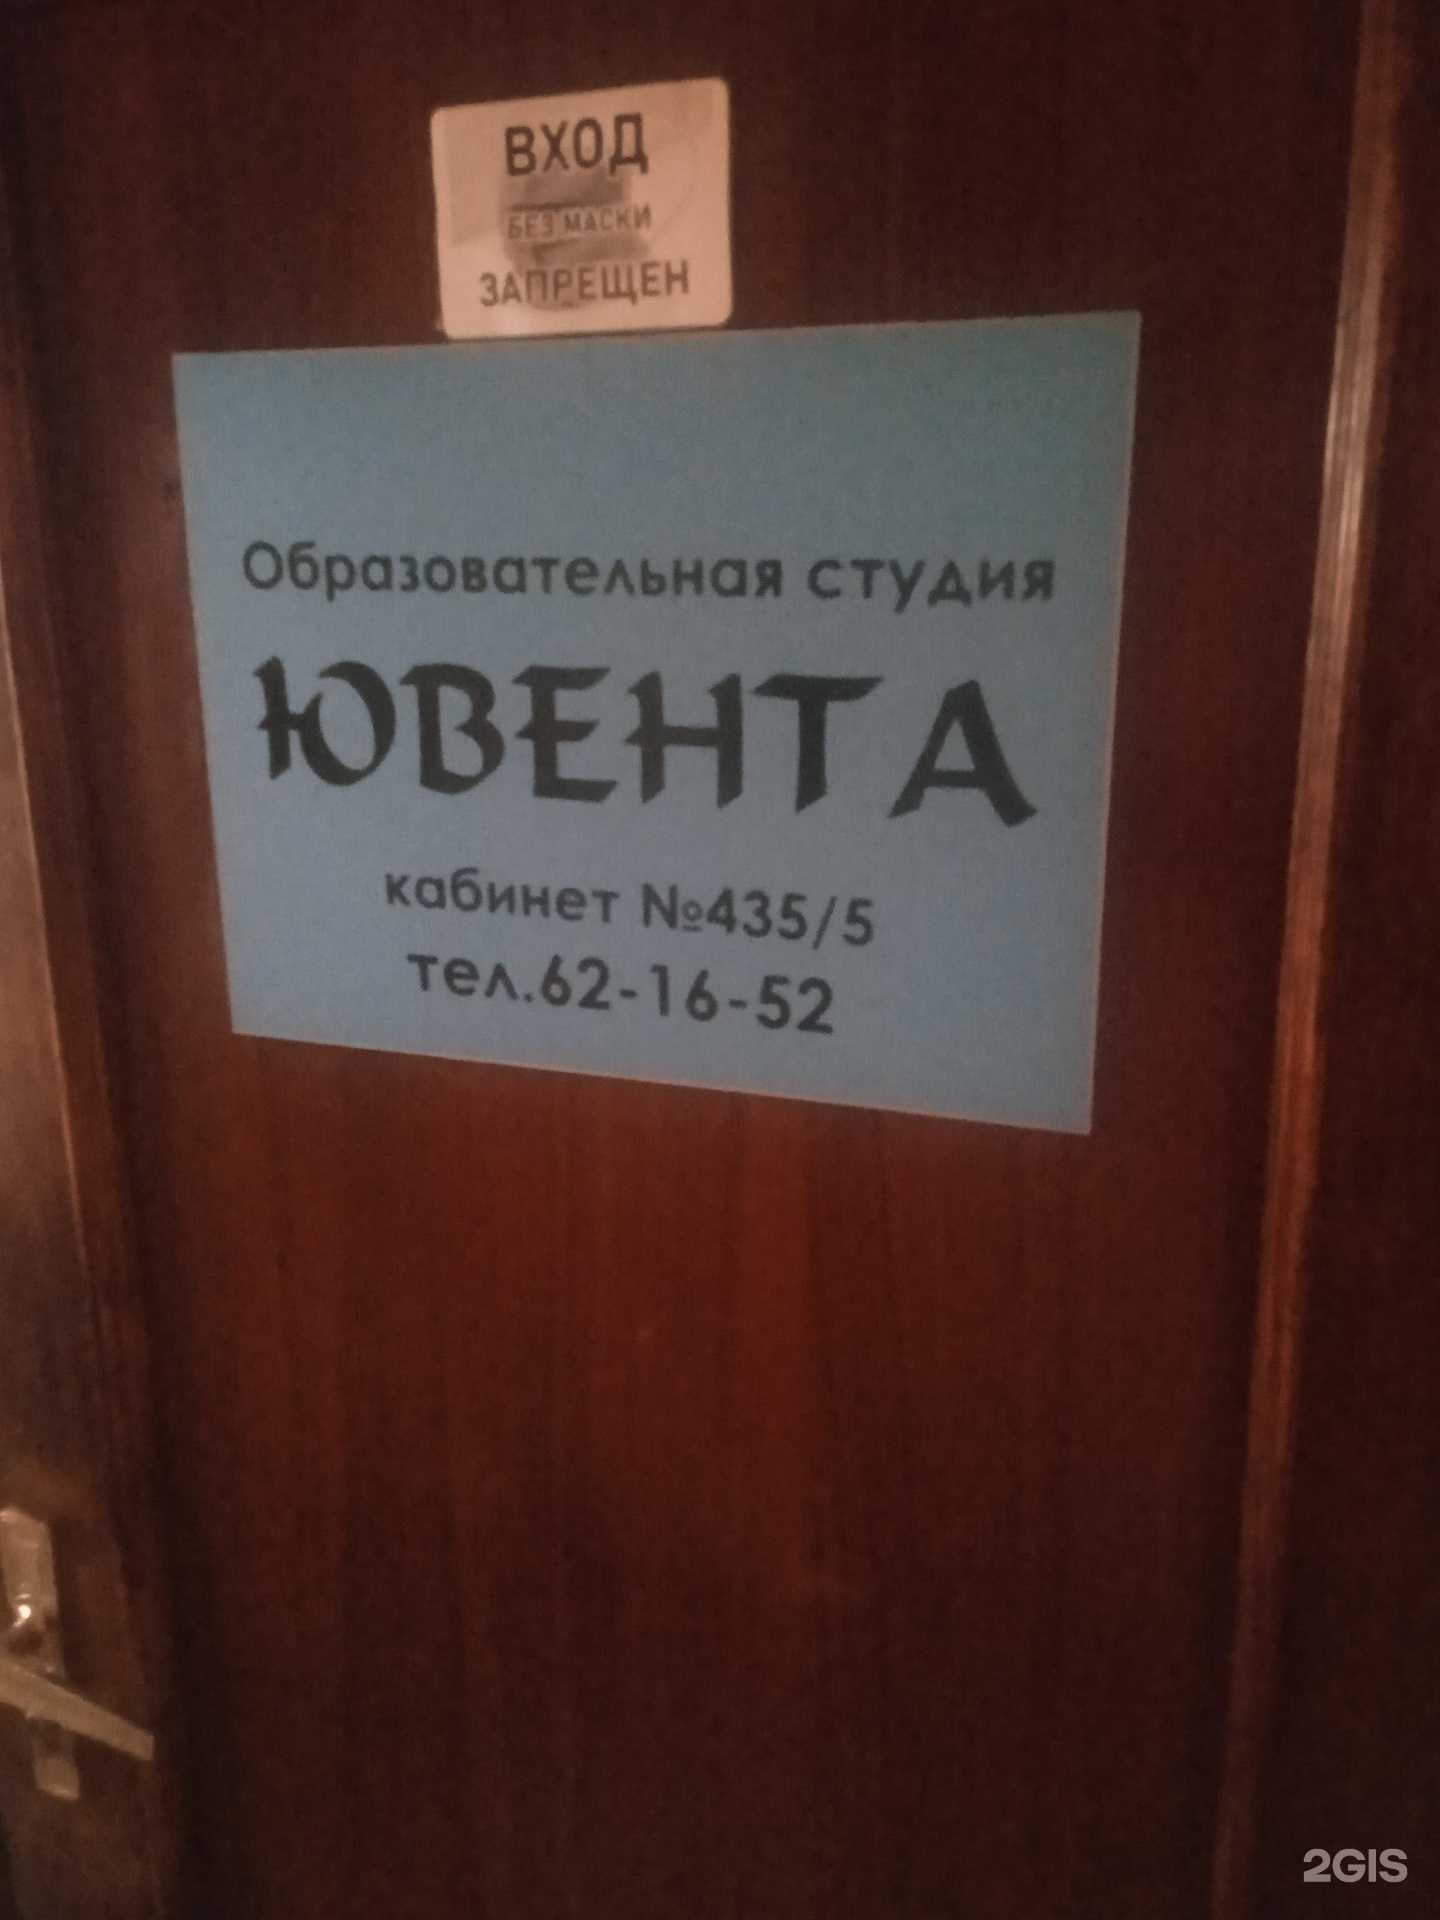 ВХОД
БЕЗ МАСКИ
ЗАПРЕЩЕН
Образовательная студия
ЮВЕНТА
кабинет №435/5
тел.62-16-52
2GIS